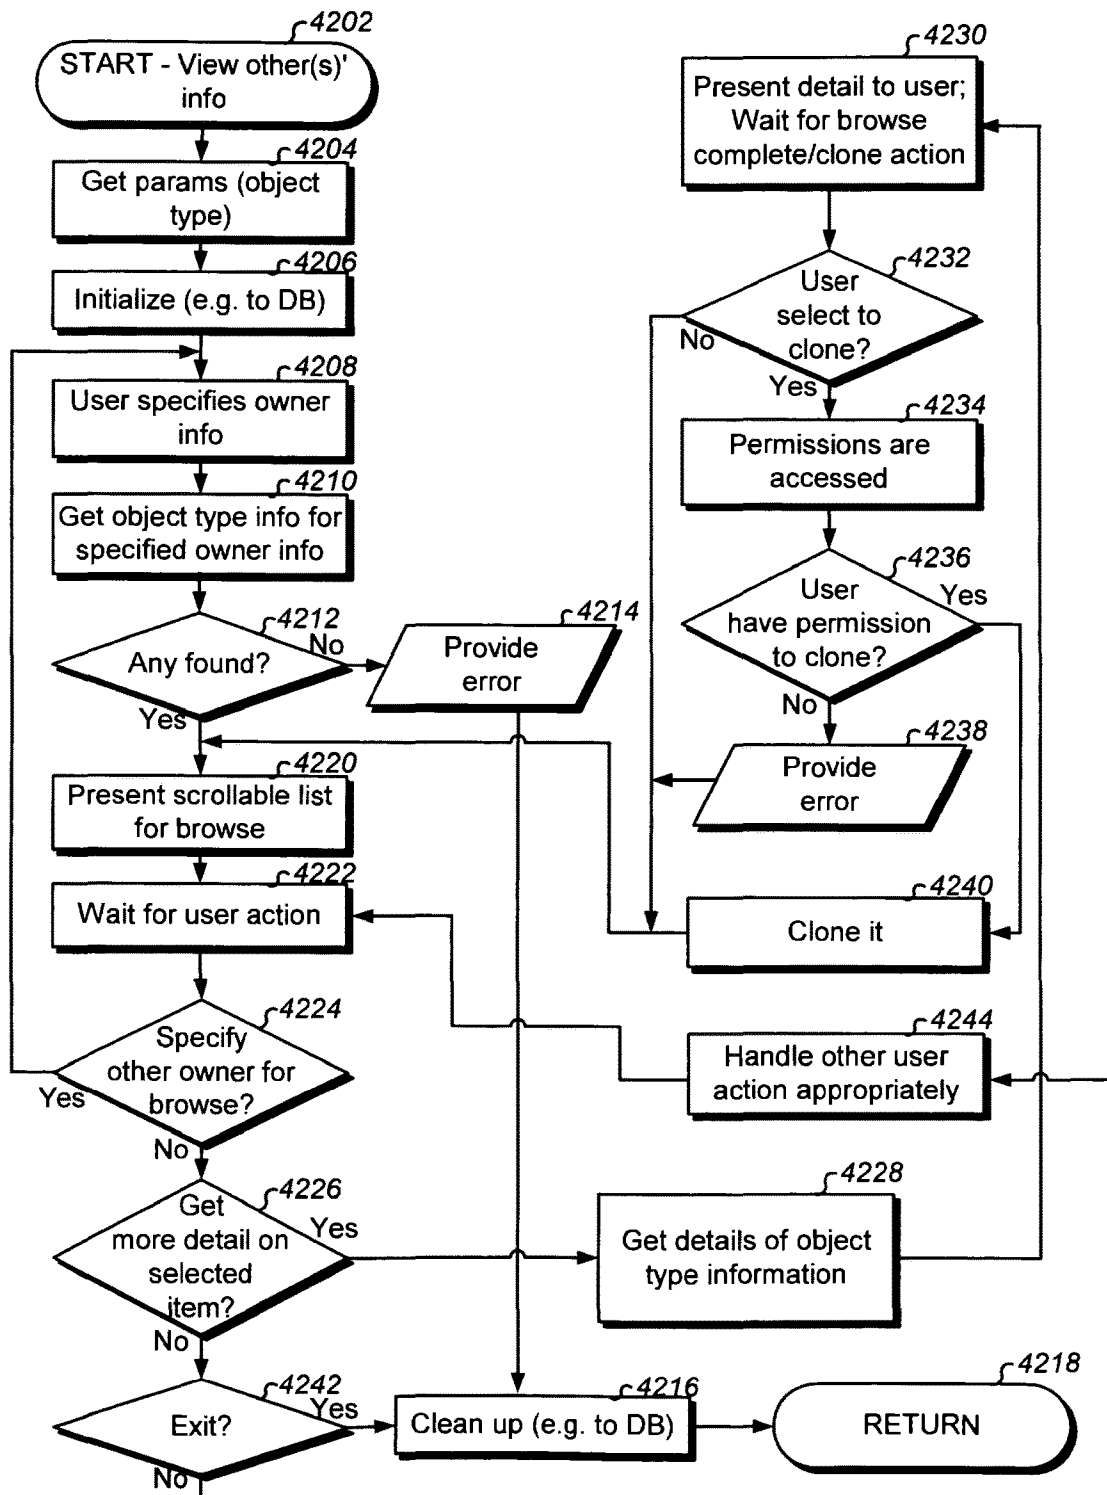 4202
START - View other(s)'
info
4204
Get params (object
type)
4206
Initialize (e.g. to DB)
4208
User specifies owner
info
4210
Get object type info for
specified owner info
4212
Any found?
No
Yes
4214
Provide
error
4220
Present scrollable list
for browse
4222
Wait for user action
4224
Specify
other owner for
browse?
Yes
No
4226
Get
more detail on
selected
item?
Yes
No
4242
Exit?
Yes
No
4216
Clean up (e.g. to DB)
4218
RETURN
4228
Get details of object
type information
4230
Present detail to user;
Wait for browse
complete/clone action
4232
User
select to
clone?
No
Yes
4234
Permissions are
accessed
4236
User
have permission
to clone?
Yes
No
4238
Provide
error
4240
Clone it
4244
Handle other user
action appropriately